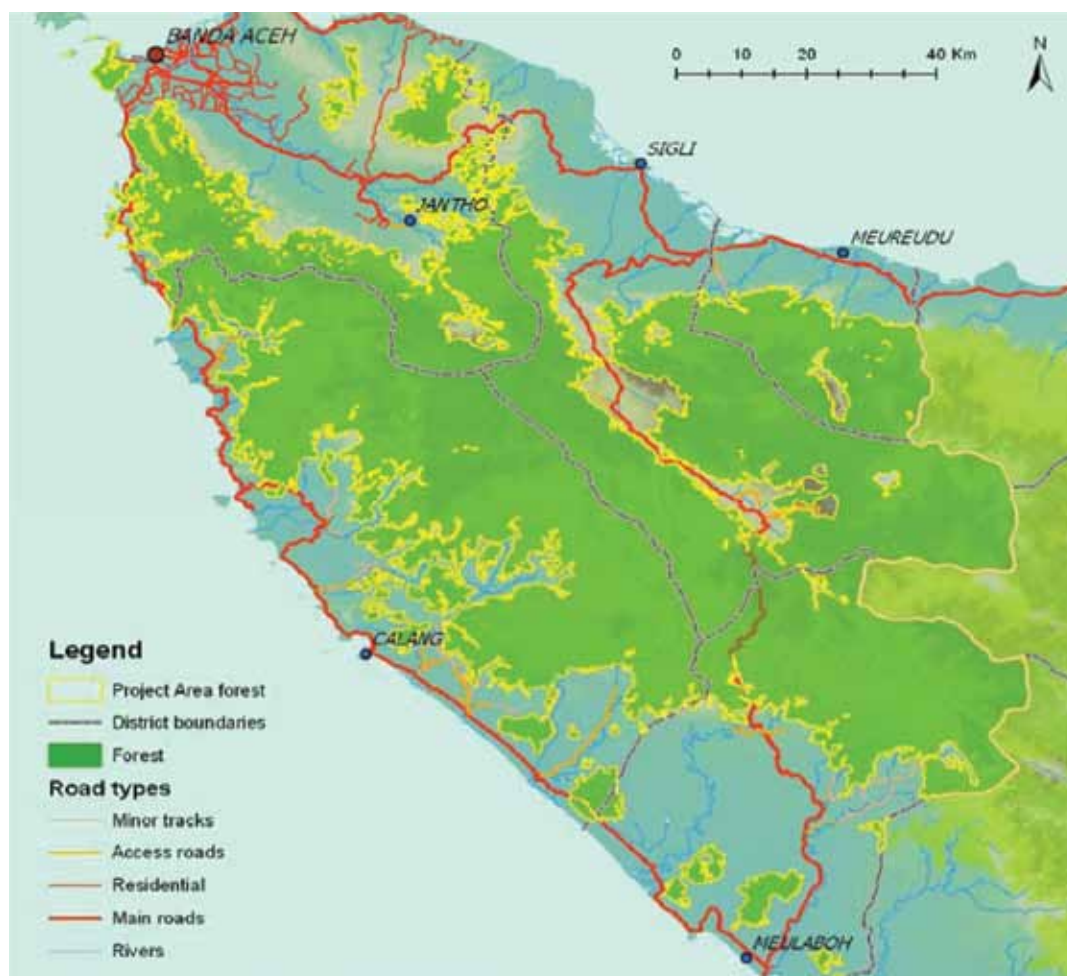 BANDA ACEH
0 10 20 40 Km
N
SIGLI
JANTHO
MEUREUDU
CALANG
Legend
Project Area forest
District boundaries
Forest
Road types
Minor tracks
Access roads
Residential
Main roads
Rivers
MEULABOH